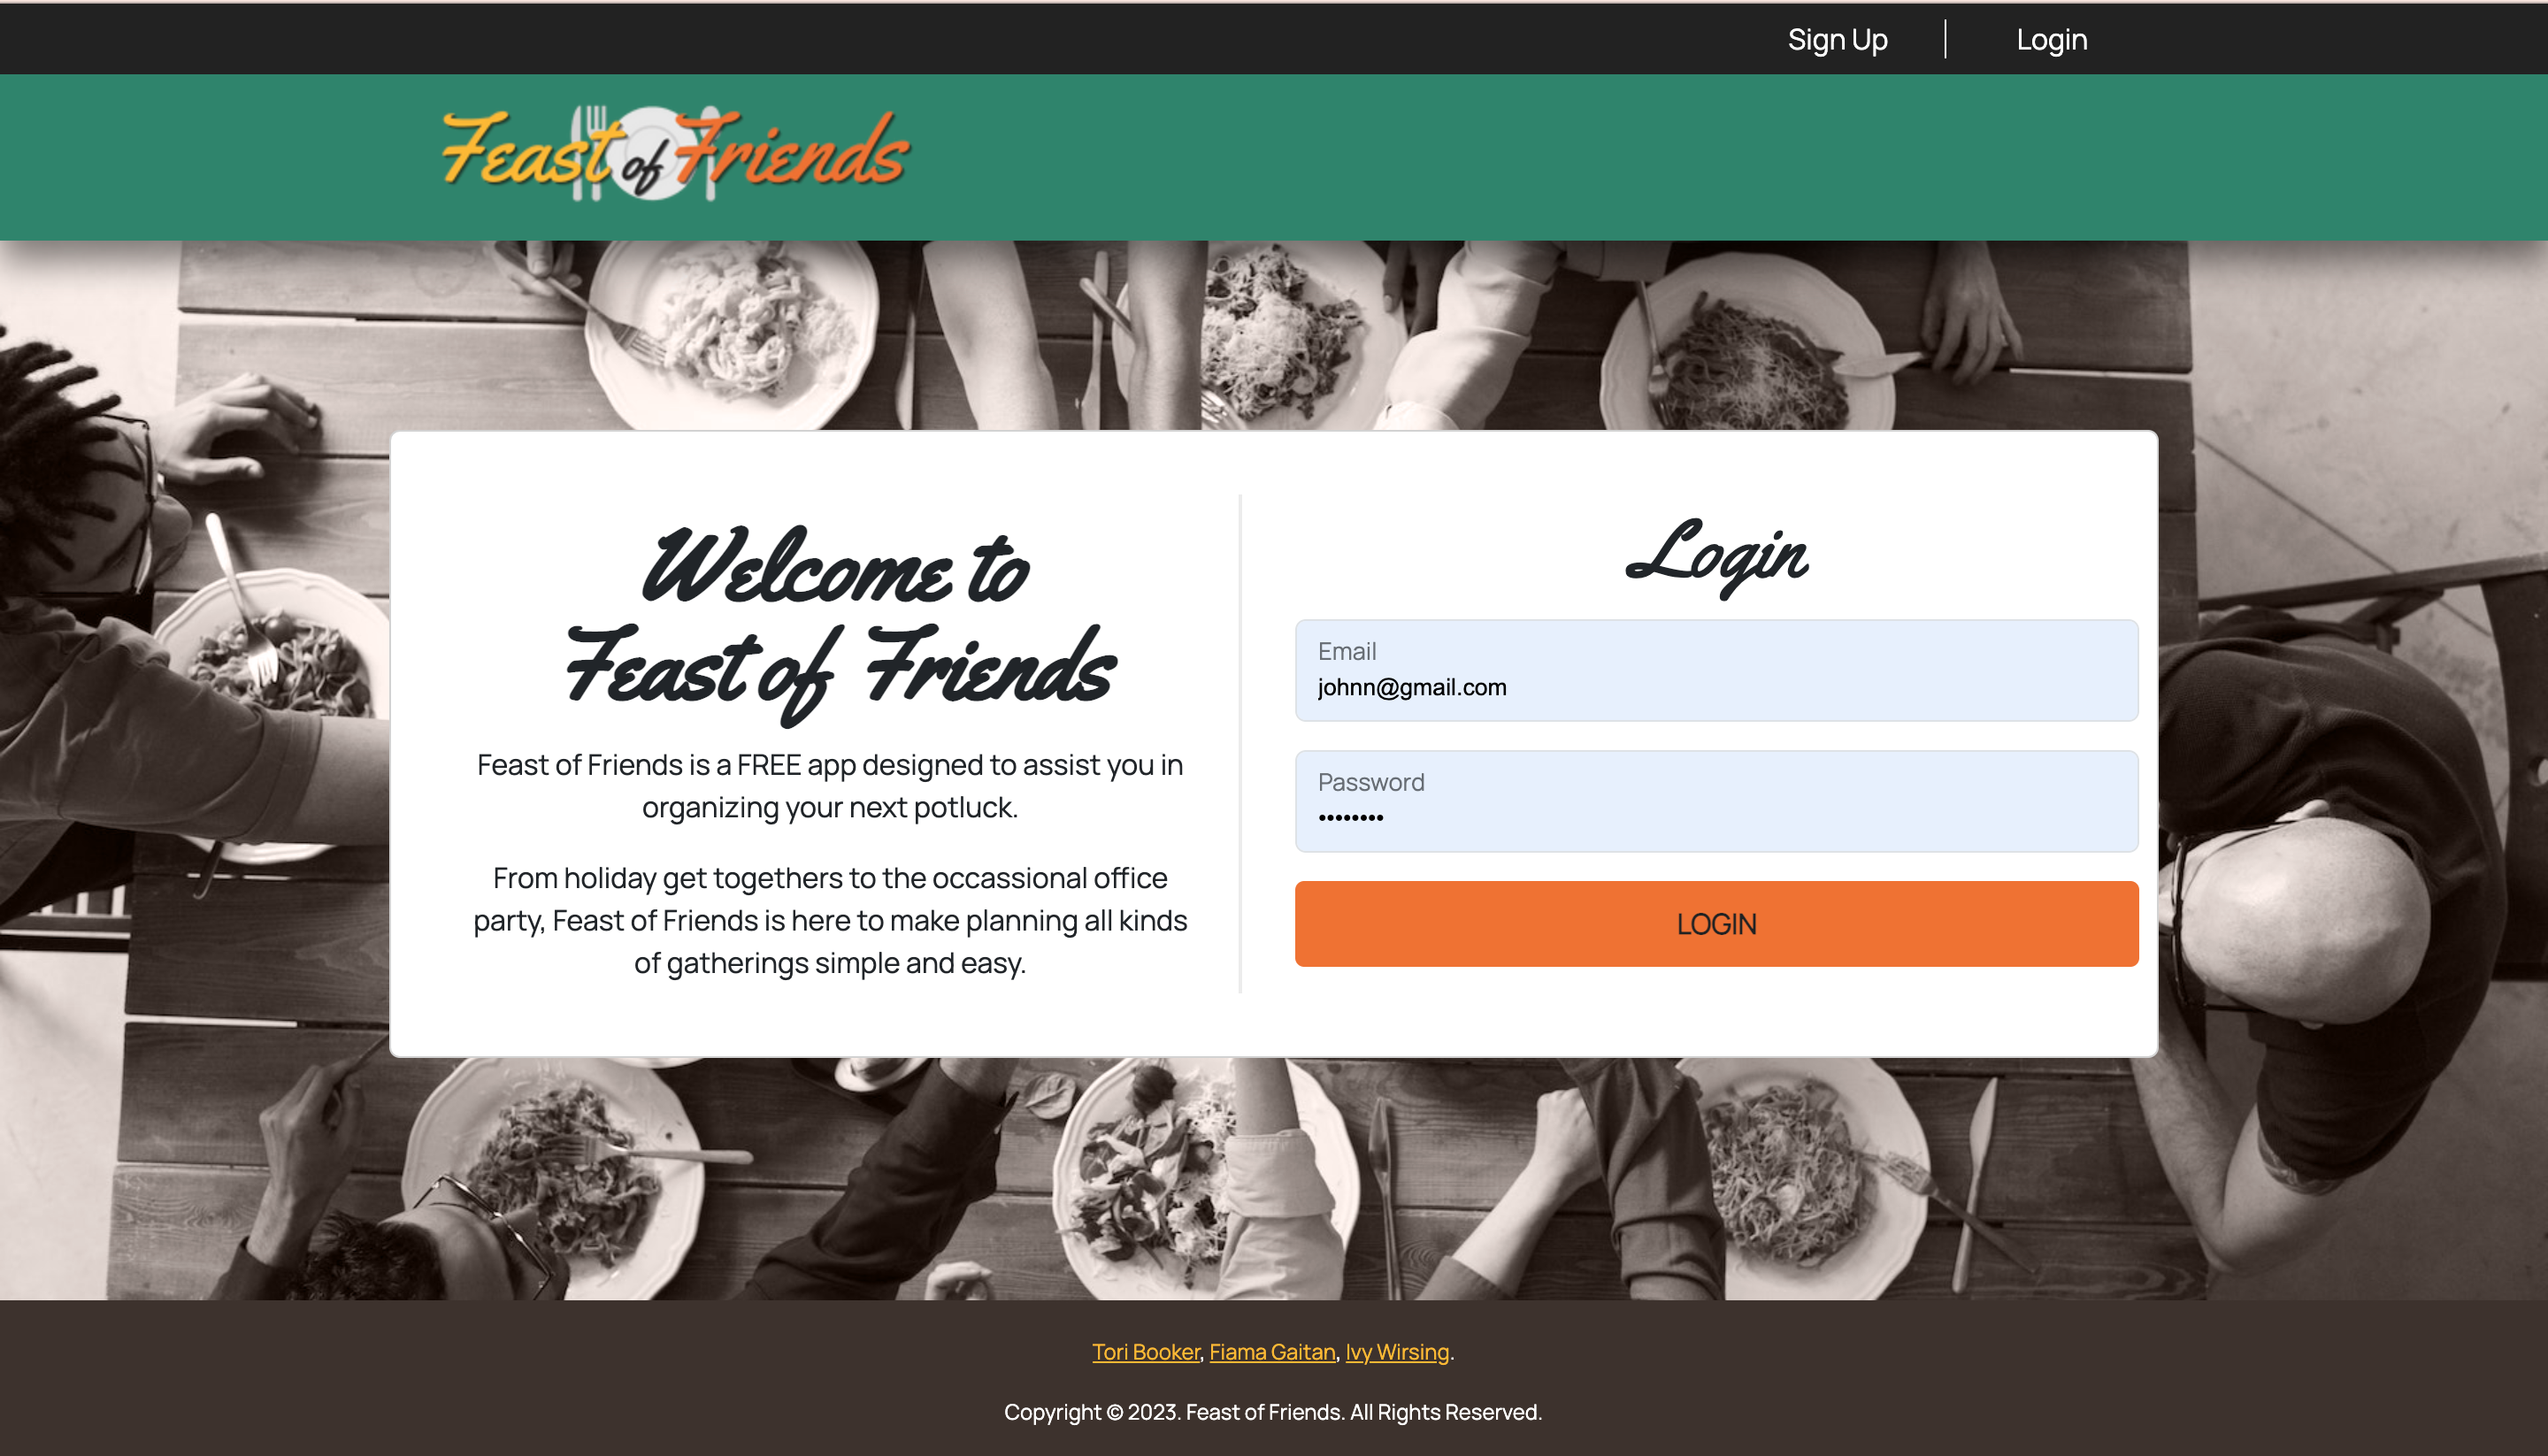 Sign Up
Login
Feast of Friends
Welcome to
Feast of Friends
Feast of Friends is a FREE app designed to assist you in
organizing your next potluck.
From holiday get togethers to the occassional office
party, Feast of Friends is here to make planning all kinds
of gatherings simple and easy.
Login
Email
johnn@gmail.com
Password
••••••••
LOGIN
Tori Booker, Fiama Gaitan, Ivy Wirsing.
Copyright © 2023. Feast of Friends. All Rights Reserved.